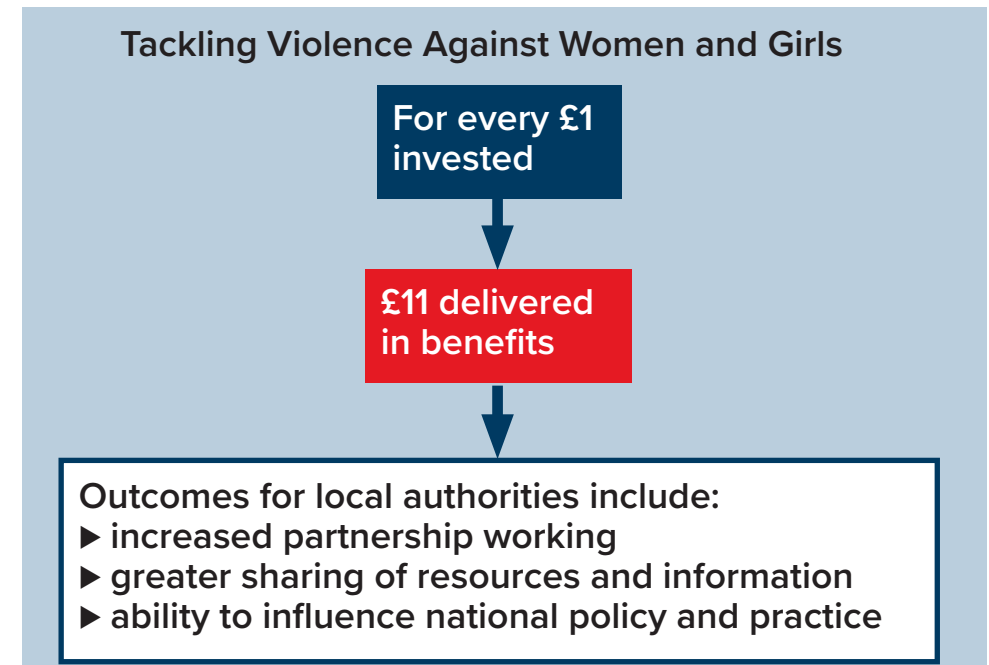 Tackling Violence Against Women and Girls
For every £1
invested
£11 delivered
in benefits
Outcomes for local authorities include:
▶ increased partnership working
▶ greater sharing of resources and information
▶ ability to influence national policy and practice